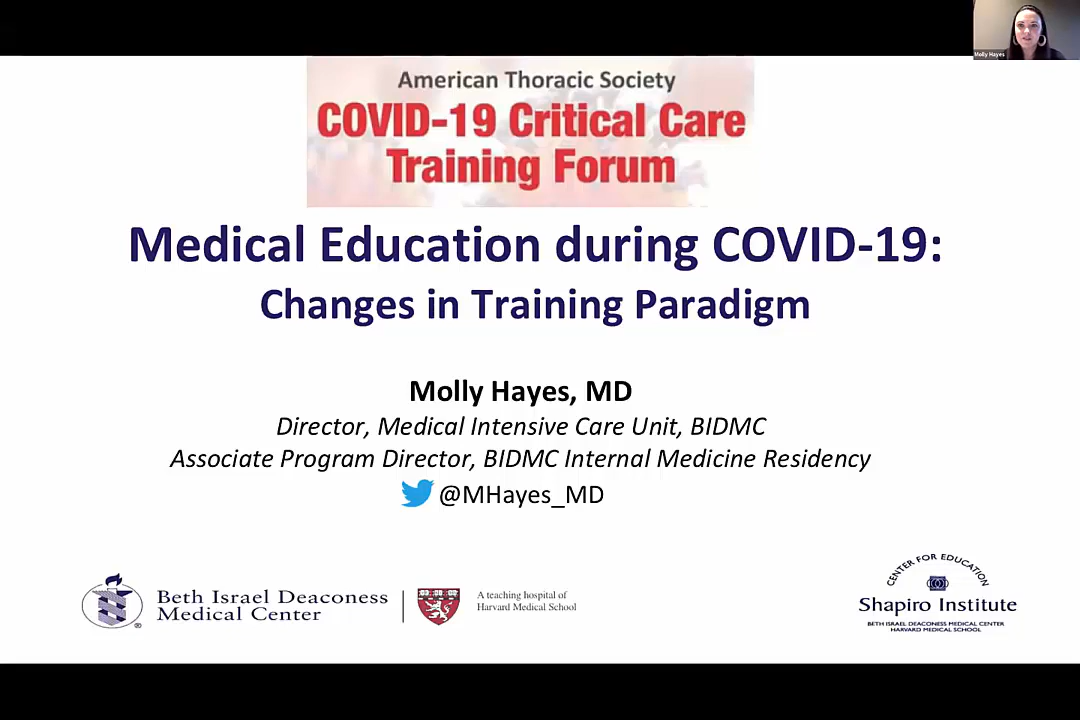 Molly Hayes
American Thoracic Society
COVID-19 Critical Care
Training Forum
Medical Education during COVID-19:
Changes in Training Paradigm
Molly Hayes, MD
Director, Medical Intensive Care Unit, BIDMC
Associate Program Director, BIDMC Internal Medicine Residency
@MHayes_MD
Beth Israel Deaconess
Medical Center
A teaching hospital of
Harvard Medical School
CENTER FOR EDUCATION
Shapiro Institute
BETH ISRAEL DEACONESS MEDICAL CENTER
HARVARD MEDICAL SCHOOL